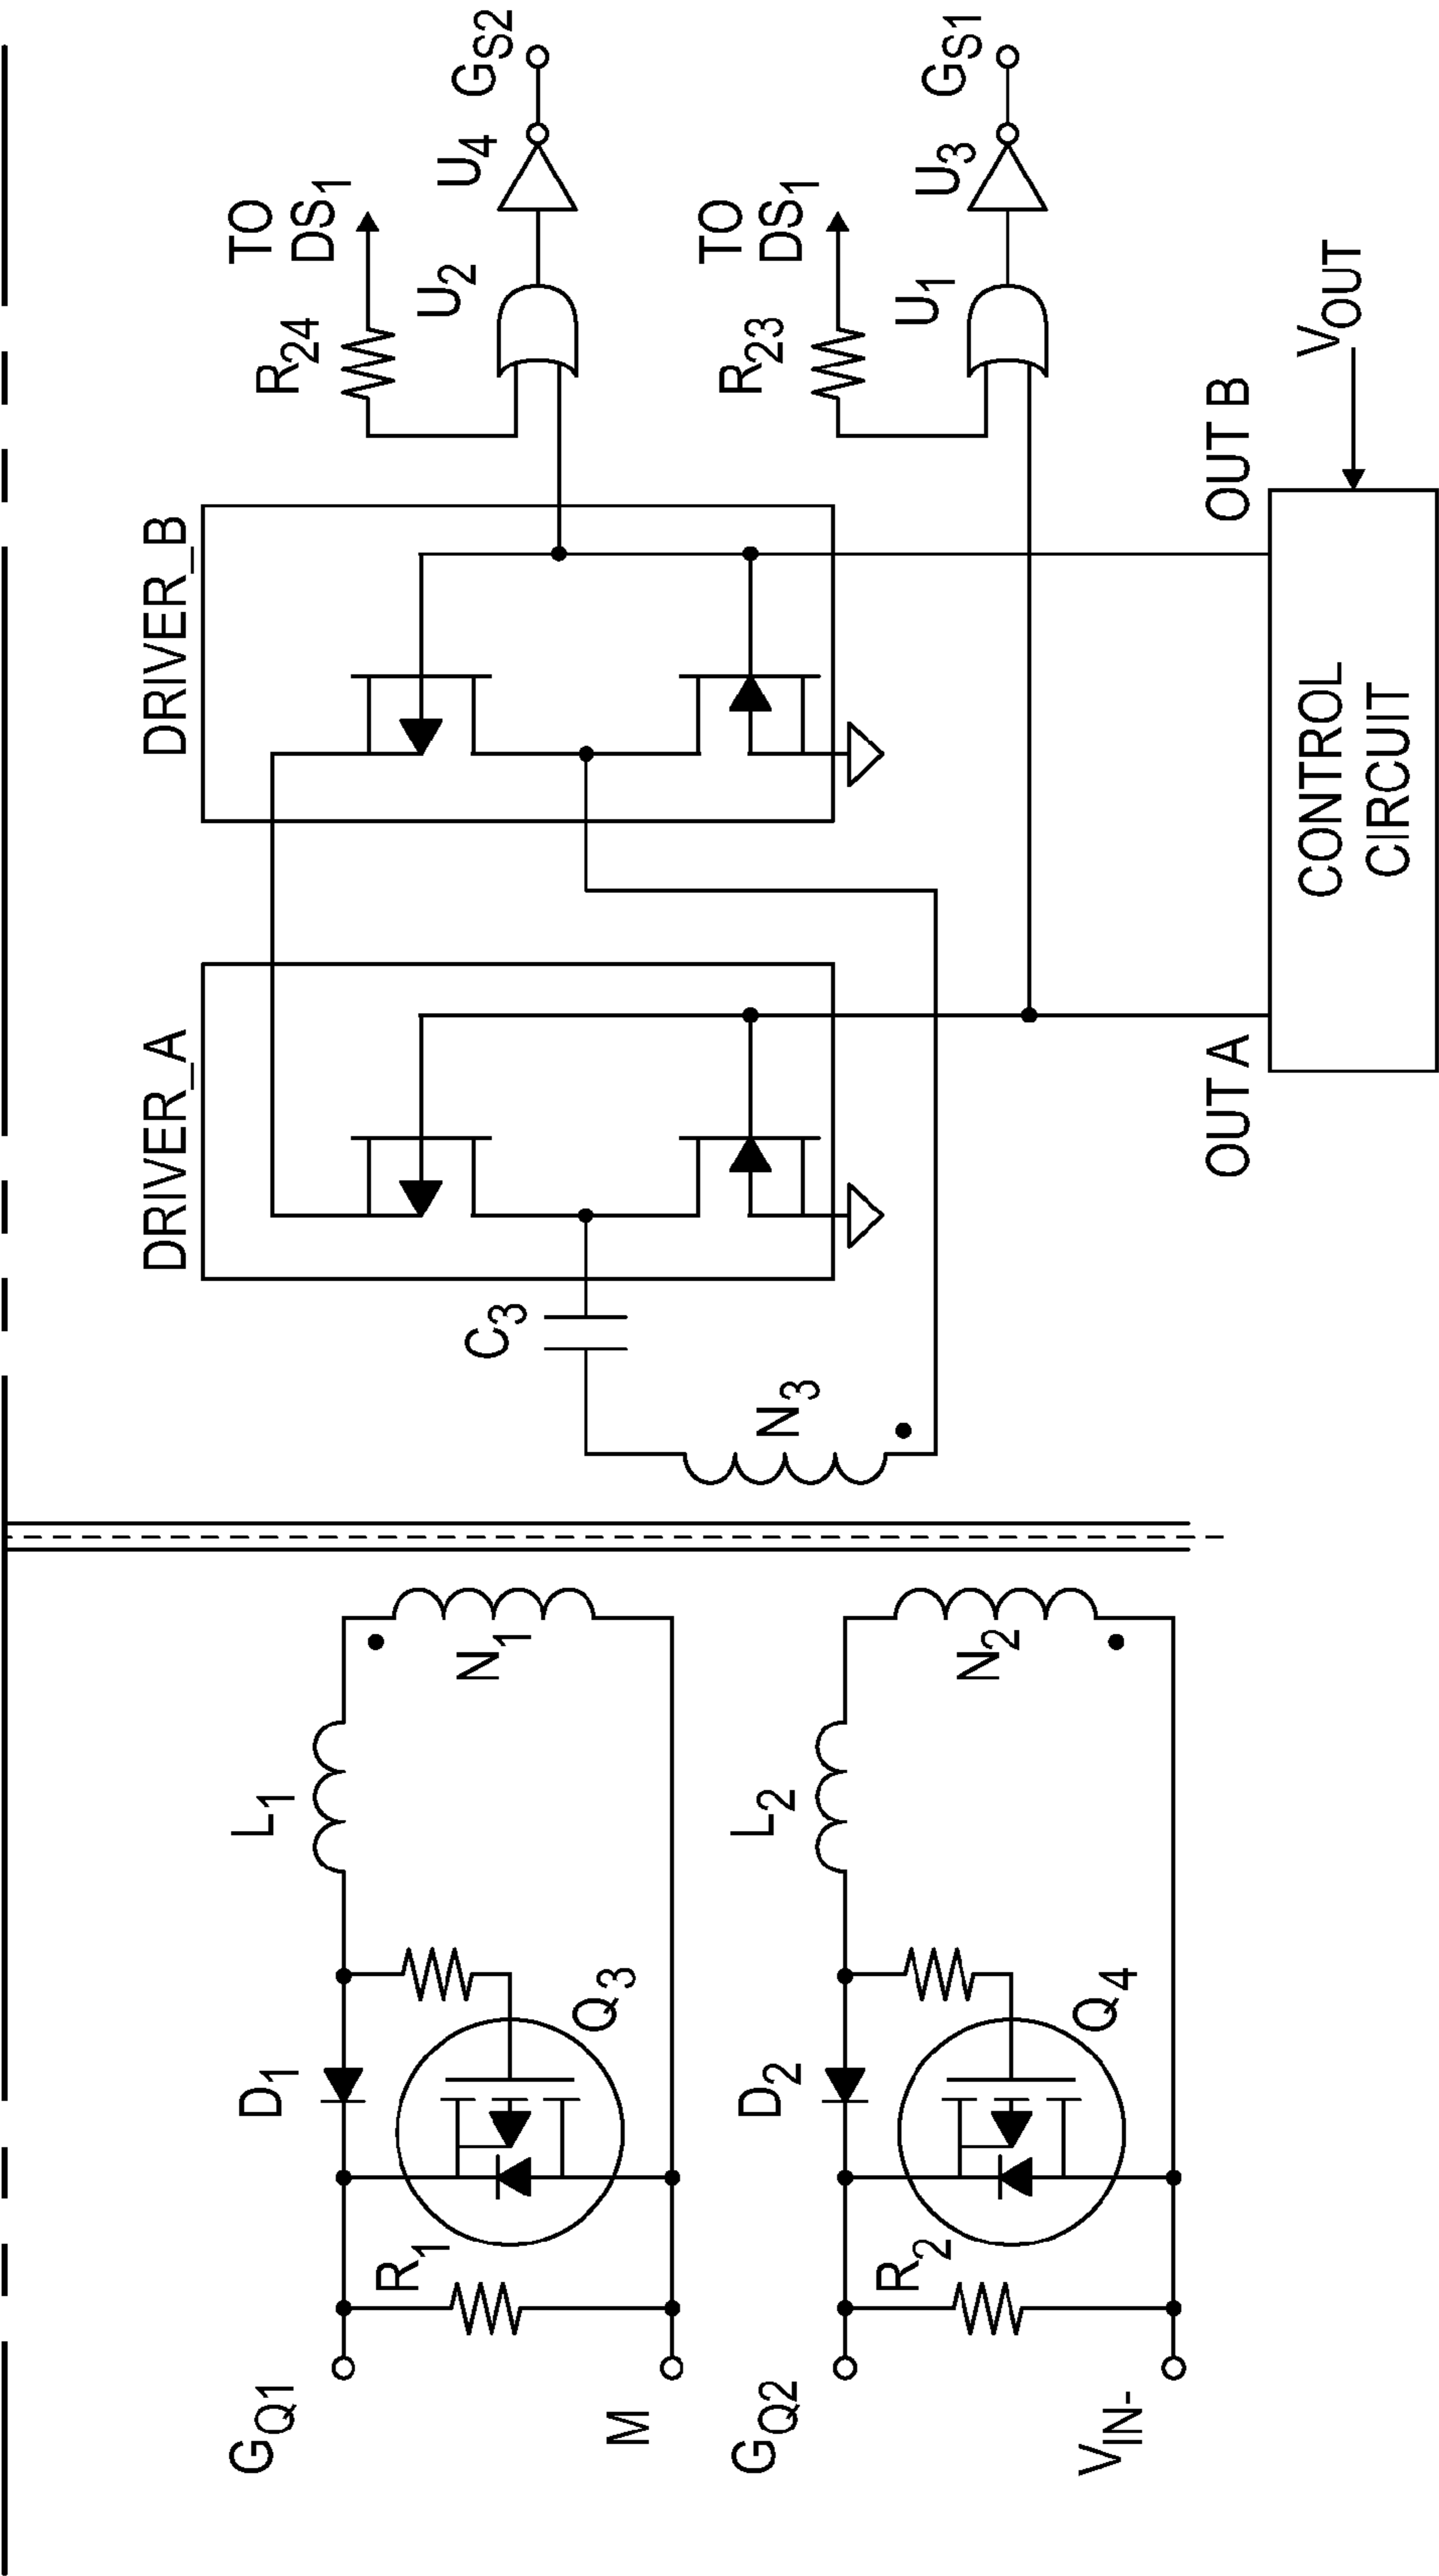 DRIVER_A
DRIVER_B
TO
DS1
R24
U2
U4
GS2
TO
DS1
R23
U1
U3
GS1
C3
N3
OUT A
OUT B
CONTROL
CIRCUIT
VOUT
GQ1
R1
D1
Q3
L1
N1
M
GQ2
R2
D2
Q4
L2
N2
VIN-